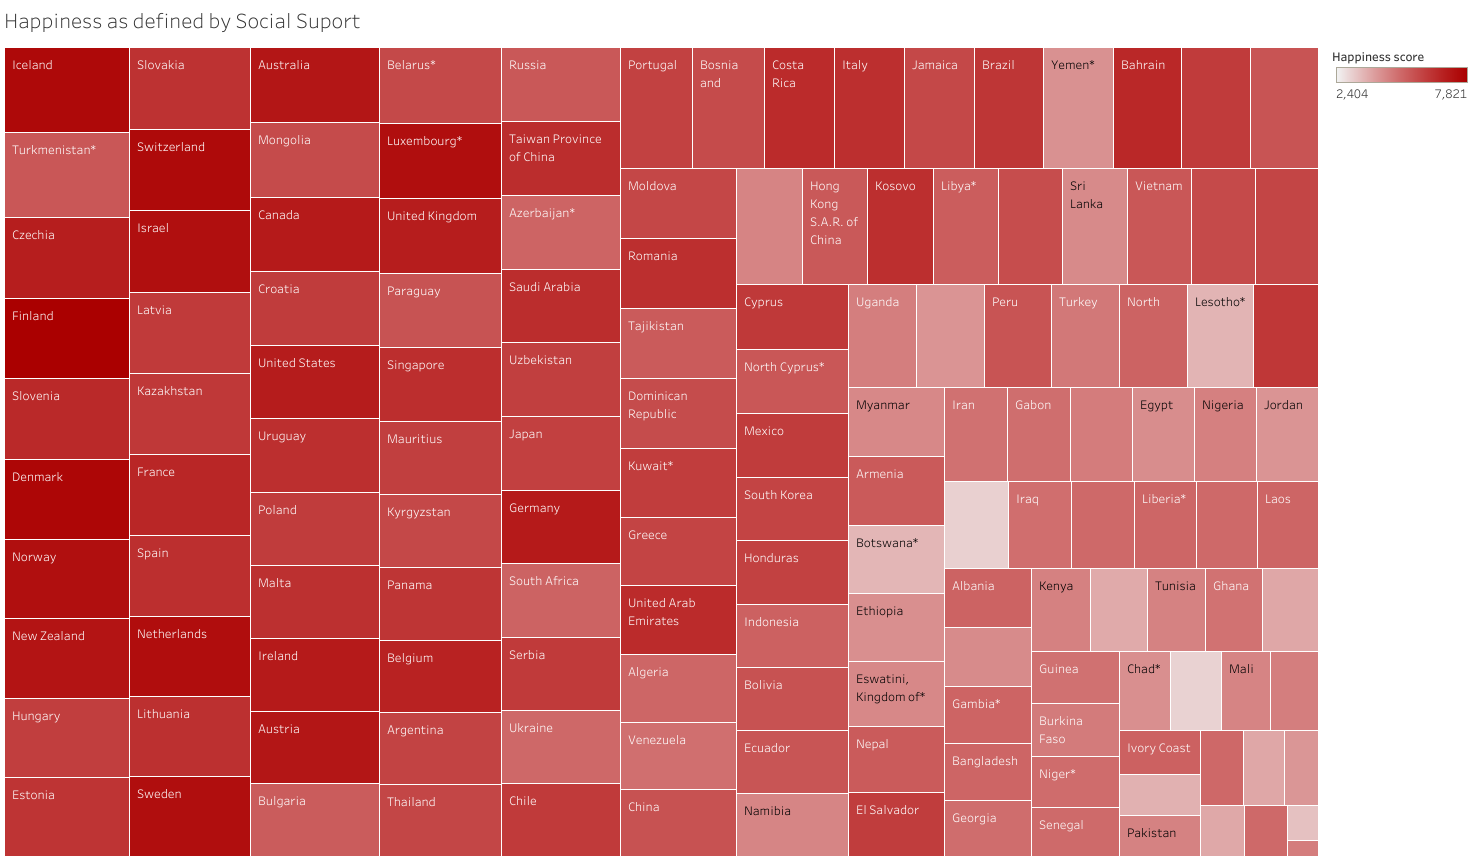 Happiness as defined by Social Suport
Happiness score
2,404 7,821
Iceland
Turkmenistan*
Czechia
Finland
Slovenia
Denmark
Norway
New Zealand
Hungary
Estonia
Slovakia
Switzerland
Israel
Latvia
Kazakhstan
France
Spain
Netherlands
Lithuania
Sweden
Australia
Mongolia
Canada
Croatia
United States
Uruguay
Poland
Malta
Ireland
Austria
Bulgaria
Belarus*
Luxembourg*
United Kingdom
Paraguay
Singapore
Mauritius
Kyrgyzstan
Panama
Belgium
Argentina
Thailand
Russia
Taiwan Province
of China
Azerbaijan*
Saudi Arabia
Uzbekistan
Japan
Germany
South Africa
Serbia
Ukraine
Chile
Portugal
Bosnia
and
Costa
Rica
Italy
Jamaica
Brazil
Yemen*
Bahrain
Moldova
Romania
Tajikistan
Dominican
Republic
Kuwait*
Greece
United Arab
Emirates
Algeria
Venezuela
China
Hong
Kong
S.A.R. of
China
Kosovo
Libya*
Sri
Lanka
Vietnam
Cyprus
North Cyprus*
Mexico
South Korea
Honduras
Indonesia
Bolivia
Ecuador
Namibia
Uganda
Peru
Turkey
North
Lesotho*
Myanmar
Armenia
Botswana*
Ethiopia
Eswatini,
Kingdom of*
Nepal
El Salvador
Iran
Gabon
Egypt
Nigeria
Jordan
Iraq
Liberia*
Laos
Albania
Gambia*
Bangladesh
Georgia
Kenya
Tunisia
Ghana
Guinea
Burkina
Faso
Niger*
Senegal
Chad*
Mali
Ivory Coast
Pakistan